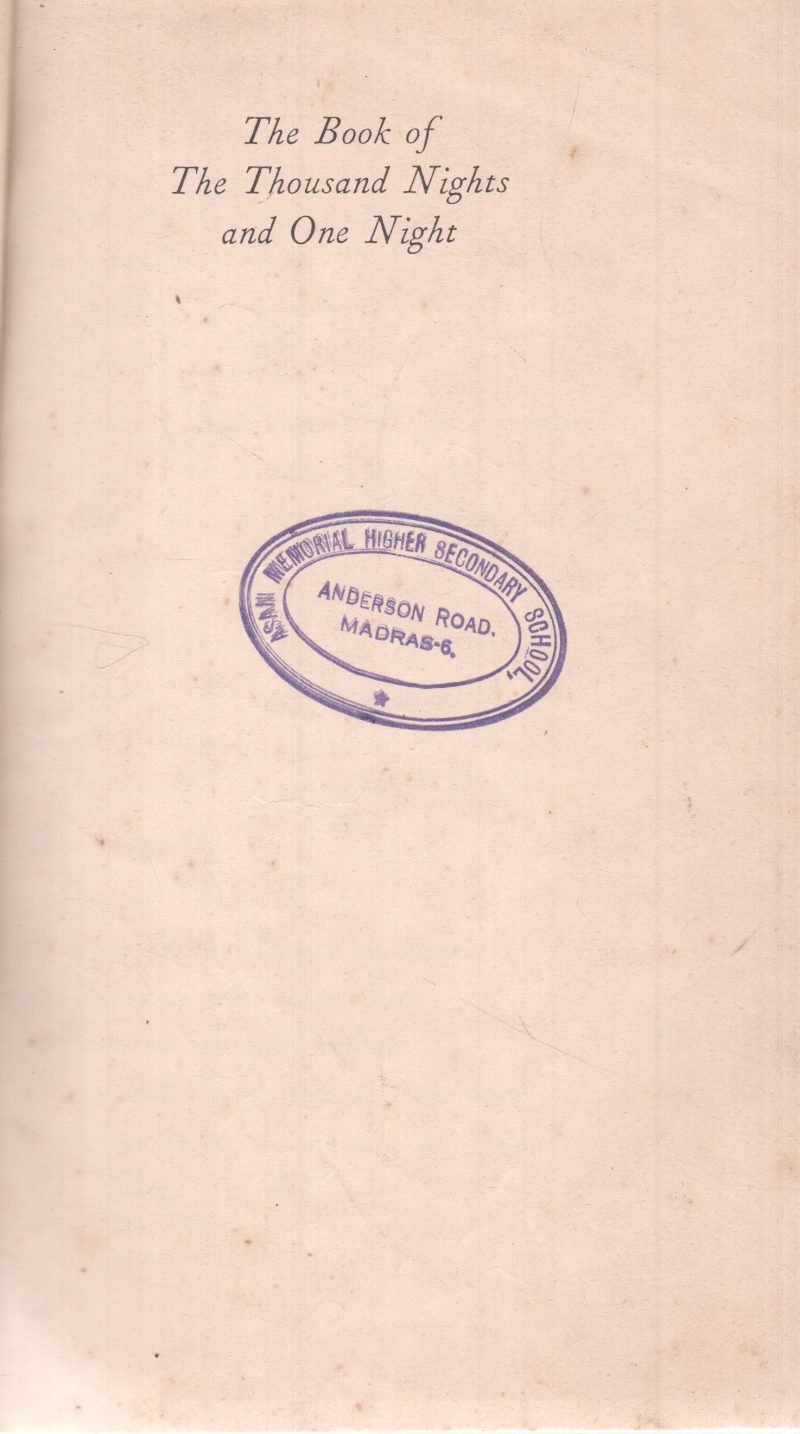 The Book of
The Thousand Nights
and One Night
ASAN MEMORIAL HIGHER SECONDARY SCHOOL,
ANDERSON ROAD.
MADRAS-6.